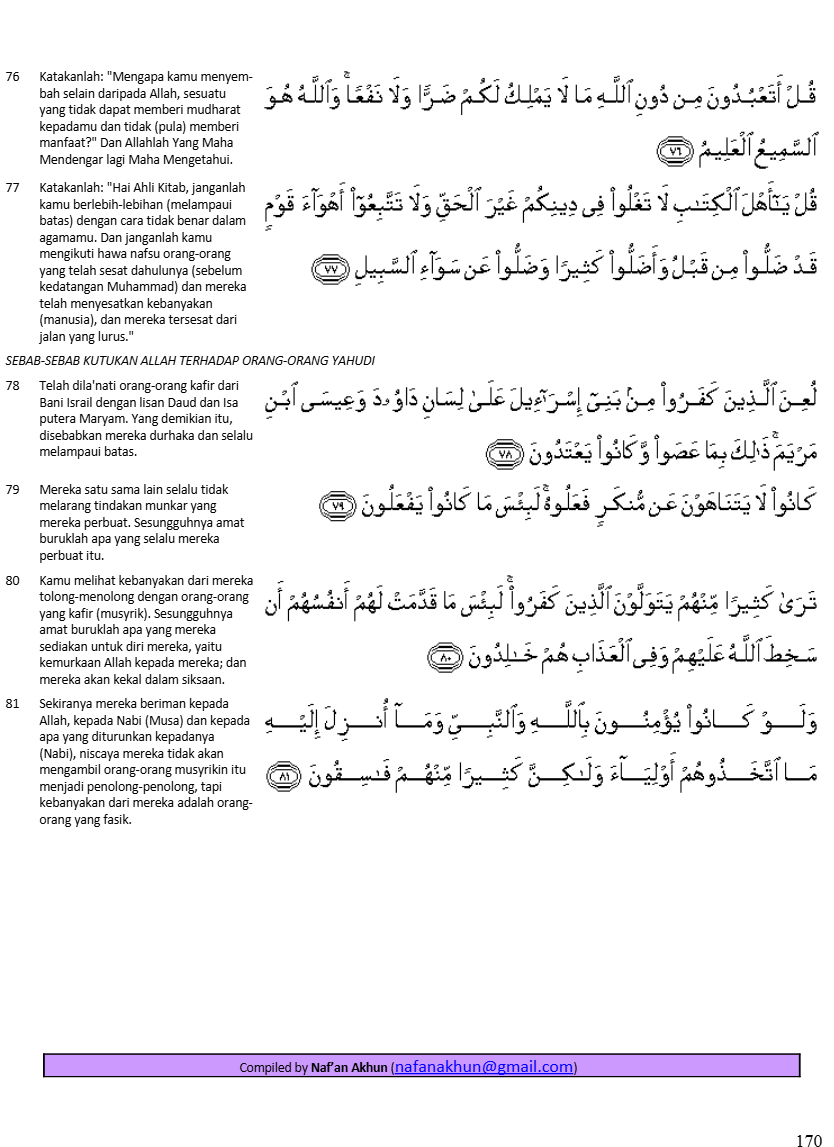 76 Katakanlah: "Mengapa kamu menyem-
bah selain daripada Allah, sesuatu
yang tidak dapat memberi mudharat
kepadamu dan tidak (pula) memberi
manfaat?" Dan Allahlah Yang Maha
Mendengar lagi Maha Mengetahui.
قُلْ أَتَعْبُدُونَ مِن دُونِ ٱللَّهِ مَا لَا يَمْلِكُ لَكُمْ ضَرًّا وَلَا نَفْعًا ۚ وَٱللَّهُ هُوَ
ٱلسَّمِيعُ ٱلْعَلِيمُ ٧٦
77 Katakanlah: "Hai Ahli Kitab, janganlah
kamu berlebih-lebihan (melampaui
batas) dengan cara tidak benar dalam
agamamu. Dan janganlah kamu
mengikuti hawa nafsu orang-orang
yang telah sesat dahulunya (sebelum
kedatangan Muhammad) dan mereka
telah menyesatkan kebanyakan
(manusia), dan mereka tersesat dari
jalan yang lurus."
قُلْ يَـٰٓأَهْلَ ٱلْكِتَـٰبِ لَا تَغْلُوا۟ فِى دِينِكُمْ غَيْرَ ٱلْحَقِّ وَلَا تَتَّبِعُوٓا۟ أَهْوَآءَ قَوْمٍ
قَدْ ضَلُّوا۟ مِن قَبْلُ وَأَضَلُّوا۟ كَثِيرًا وَضَلُّوا۟ عَن سَوَآءِ ٱلسَّبِيلِ ٧٧
SEBAB-SEBAB KUTUKAN ALLAH TERHADAP ORANG-ORANG YAHUDI
78 Telah dila'nati orang-orang kafir dari
Bani Israil dengan lisan Daud dan Isa
putera Maryam. Yang demikian itu,
disebabkan mereka durhaka dan selalu
melampaui batas.
لُعِنَ ٱلَّذِينَ كَفَرُوا۟ مِنۢ بَنِىٓ إِسْرَٰٓءِيلَ عَلَىٰ لِسَانِ دَاوُۥدَ وَعِيسَى ٱبْنِ
مَرْيَمَ ۚ ذَٰلِكَ بِمَا عَصَوا۟ وَّكَانُوا۟ يَعْتَدُونَ ٧٨
79 Mereka satu sama lain selalu tidak
melarang tindakan munkar yang
mereka perbuat. Sesungguhnya amat
buruklah apa yang selalu mereka
perbuat itu.
كَانُوا۟ لَا يَتَنَاهَوْنَ عَن مُّنكَرٍ فَعَلُوهُ ۚ لَبِئْسَ مَا كَانُوا۟ يَفْعَلُونَ ٧٩
80 Kamu melihat kebanyakan dari mereka
tolong-menolong dengan orang-orang
yang kafir (musyrik). Sesungguhnya
amat buruklah apa yang mereka
sediakan untuk diri mereka, yaitu
kemurkaan Allah kepada mereka; dan
mereka akan kekal dalam siksaan.
تَرَىٰ كَثِيرًا مِّنْهُمْ يَتَوَلَّوْنَ ٱلَّذِينَ كَفَرُوا۟ ۚ لَبِئْسَ مَا قَدَّمَتْ لَهُمْ أَنفُسُهُمْ أَن
سَخِطَ ٱللَّهُ عَلَيْهِمْ وَفِى ٱلْعَذَابِ هُمْ خَـٰلِدُونَ ٨٠
81 Sekiranya mereka beriman kepada
Allah, kepada Nabi (Musa) dan kepada
apa yang diturunkan kepadanya
(Nabi), niscaya mereka tidak akan
mengambil orang-orang musyrikin itu
menjadi penolong-penolong, tapi
kebanyakan dari mereka adalah orang-
orang yang fasik.
وَلَوْ كَانُوا۟ يُؤْمِنُونَ بِٱللَّهِ وَٱلنَّبِىِّ وَمَآ أُنزِلَ إِلَيْهِ
مَا ٱتَّخَذُوهُمْ أَوْلِيَآءَ وَلَـٰكِنَّ كَثِيرًا مِّنْهُمْ فَـٰسِقُونَ ٨١
Compiled by Naf’an Akhun (nafanakhun@gmail.com)
170